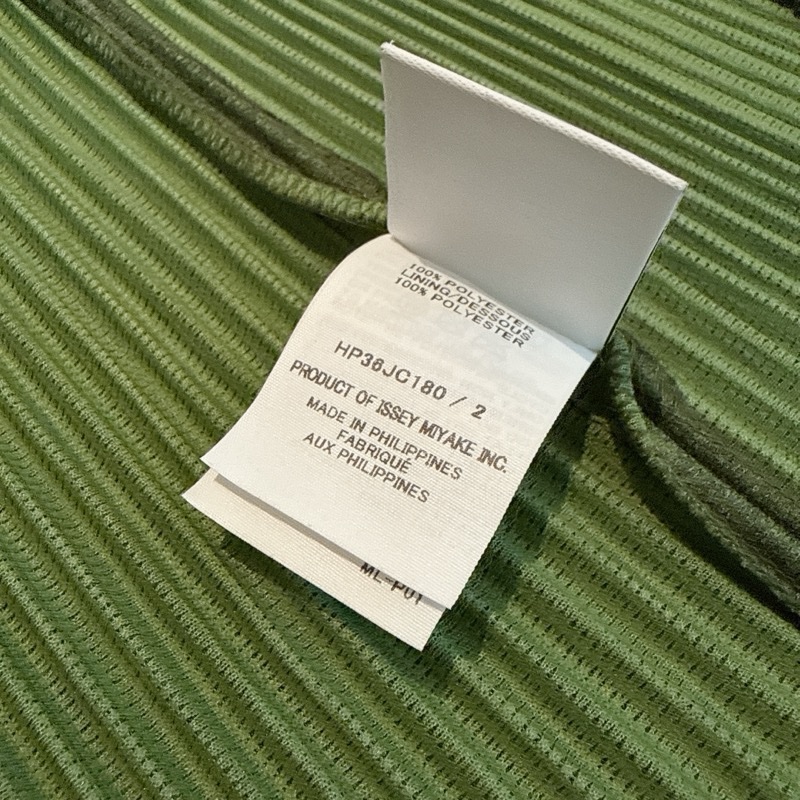 100% POLYESTER
LINING/DESSOUS
100% POLYESTER
HP36JC180 / 2
PRODUCT OF ISSEY MIYAKE INC.
MADE IN PHILIPPINES
FABRIQUÉ
AUX PHILIPPINES
ML-P01